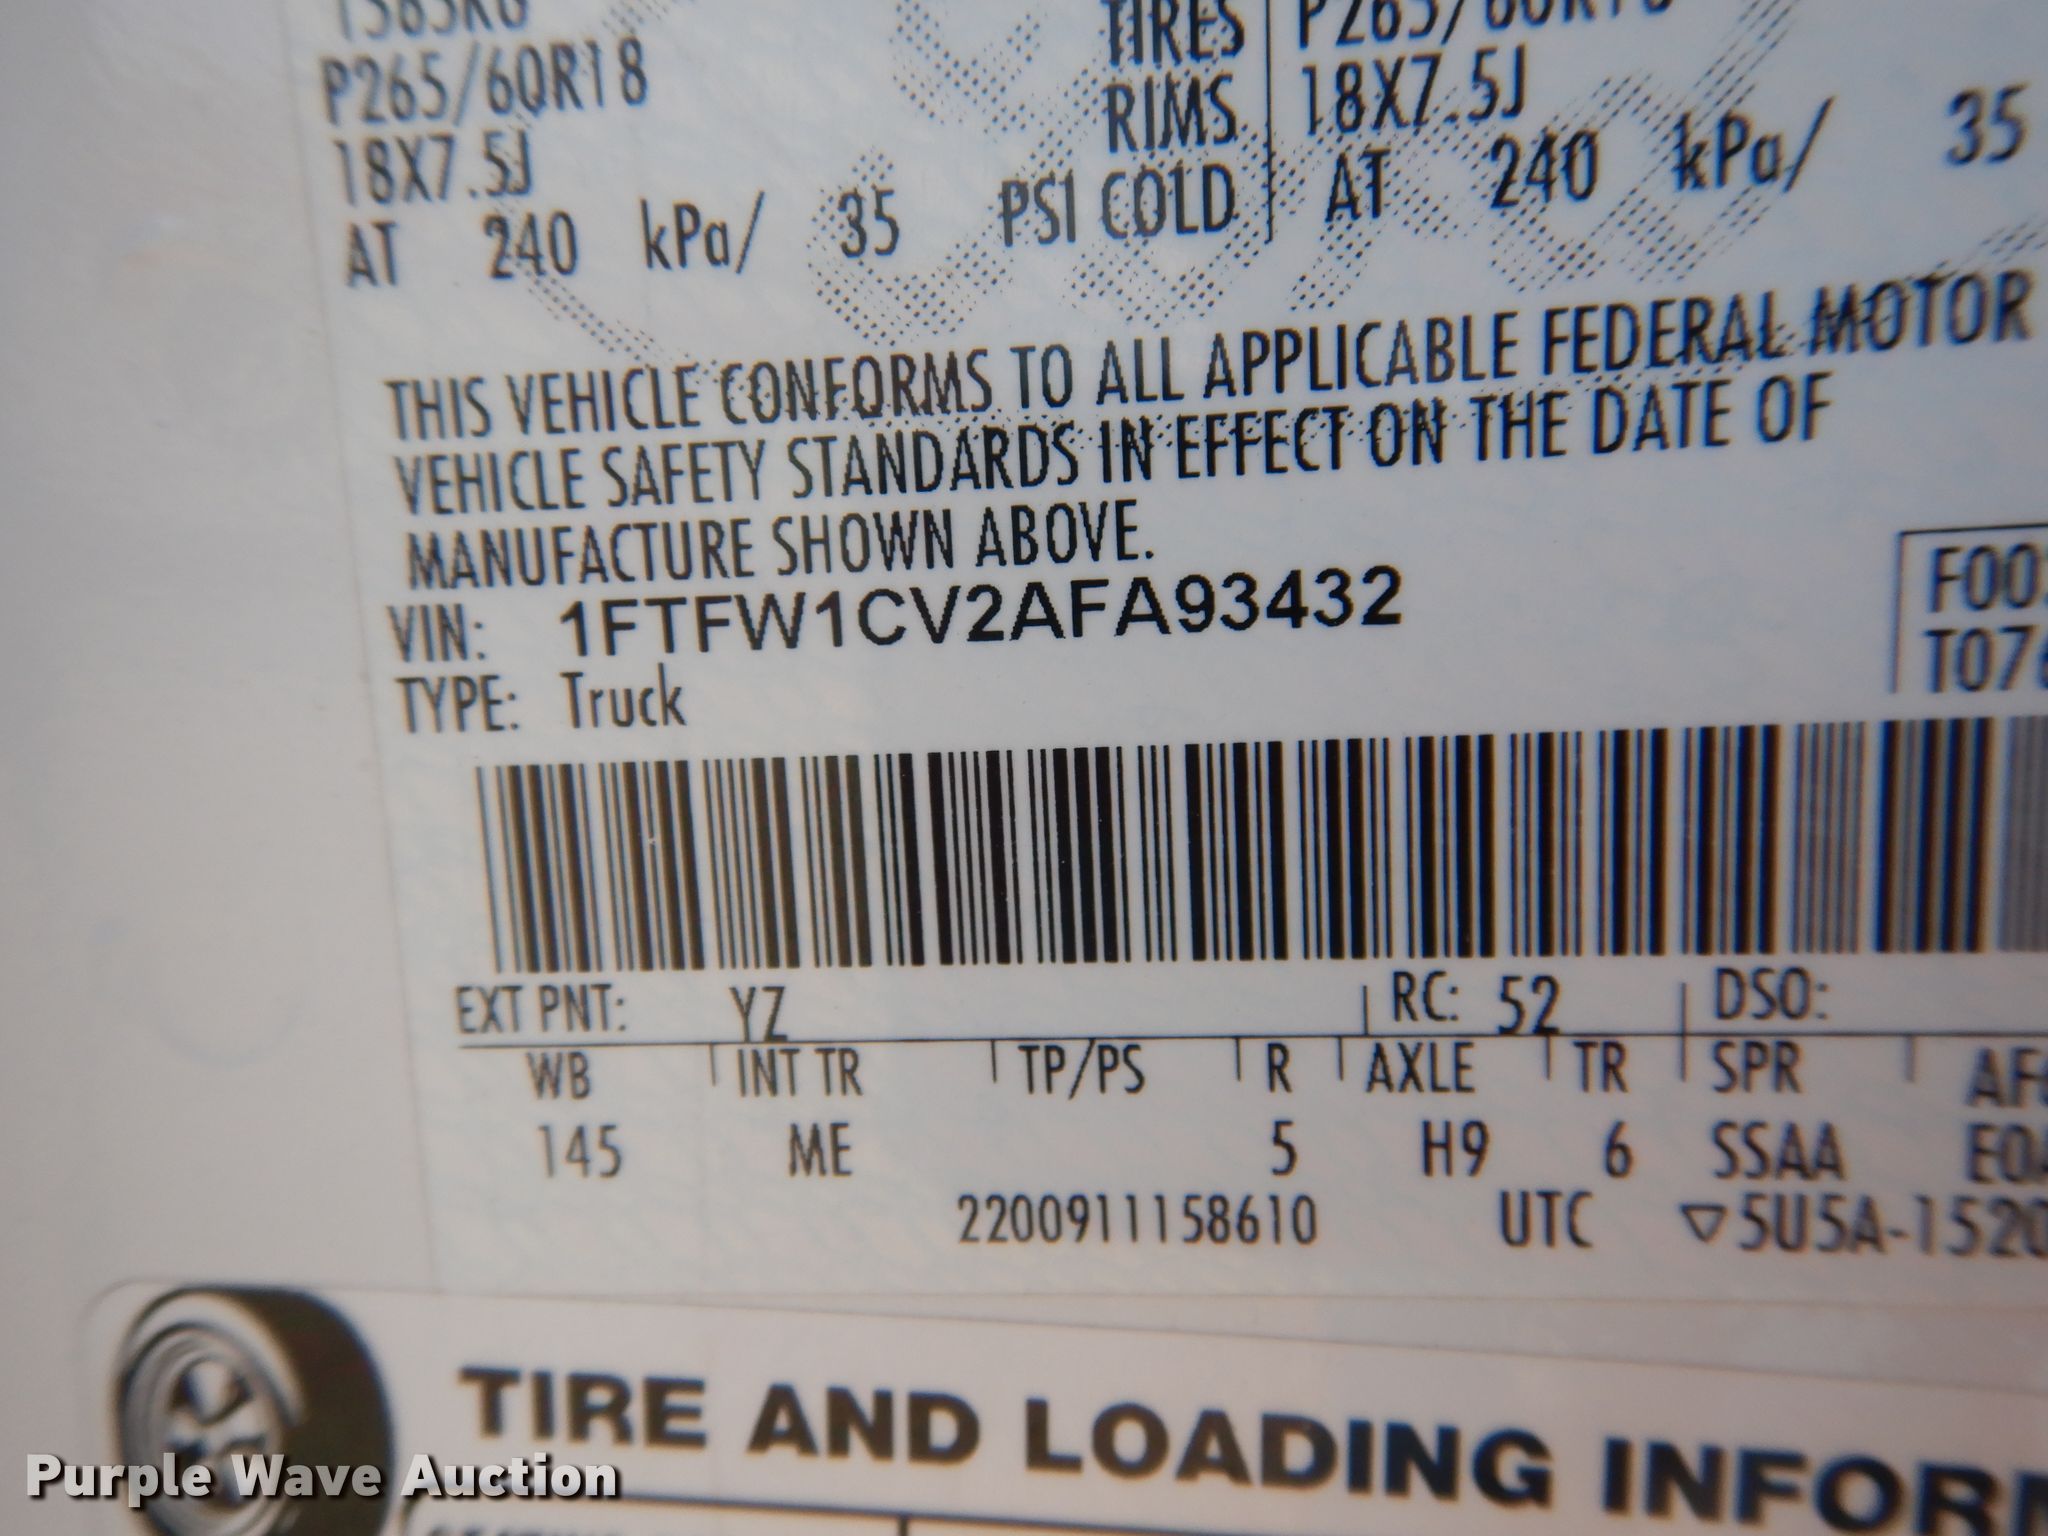 P265/60R18 TIRES
18X7.5J RIMS 18X7.5J
AT 240 kPa/ 35 PSI COLD AT 240 kPa/ 35
THIS VEHICLE CONFORMS TO ALL APPLICABLE FEDERAL MOTOR
VEHICLE SAFETY STANDARDS IN EFFECT ON THE DATE OF
MANUFACTURE SHOWN ABOVE.
VIN: 1FTFW1CV2AFA93432
TYPE: Truck
EXT PNT: YZ RC: 52 DSO:
WB INT TR TP/PS R AXLE TR SPR
145 ME 5 H9 6 SSAA
2200911158610 UTC ▽5U5A-1520
TIRE AND LOADING INFOR
Purple Wave Auction